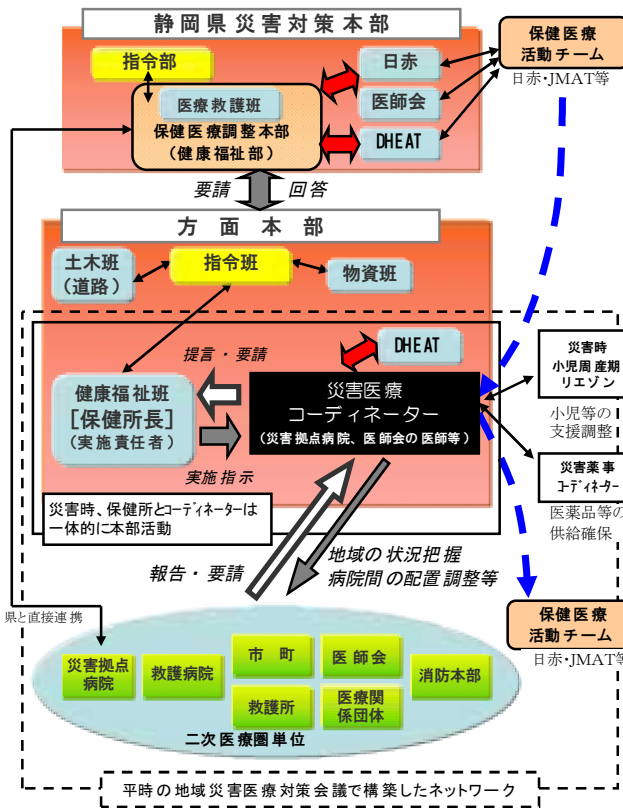 静岡県災害対策本部
指令部
医療救護班
保健医療調整本部
(健康福祉部)
日赤
医師会
DHEAT
保健医療
活動チーム
日赤・JMAT等
要請
回答
方面本部
土木班
(道路)
指令班
物資班
DHEAT
提言・要請
健康福祉班
[保健所長]
(実施責任者)
実施指示
災害医療
コーディネーター
(災害拠点病院、医師会の医師等)
災害時
小児周産期
リエゾン
小児等の
支援調整
災害薬事
コーディネーター
医薬品等の
供給確保
災害時、保健所とコーディネーターは
一体的に本部活動
報告・要請
地域の状況把握
病院間の配置調整等
県と直接連携
保健医療
活動チーム
日赤・JMAT等
災害拠点
病院
救護病院
市町
医師会
消防本部
救護所
医療関
係団体
二次医療圏単位
平時の地域災害医療対策会議で構築したネットワーク